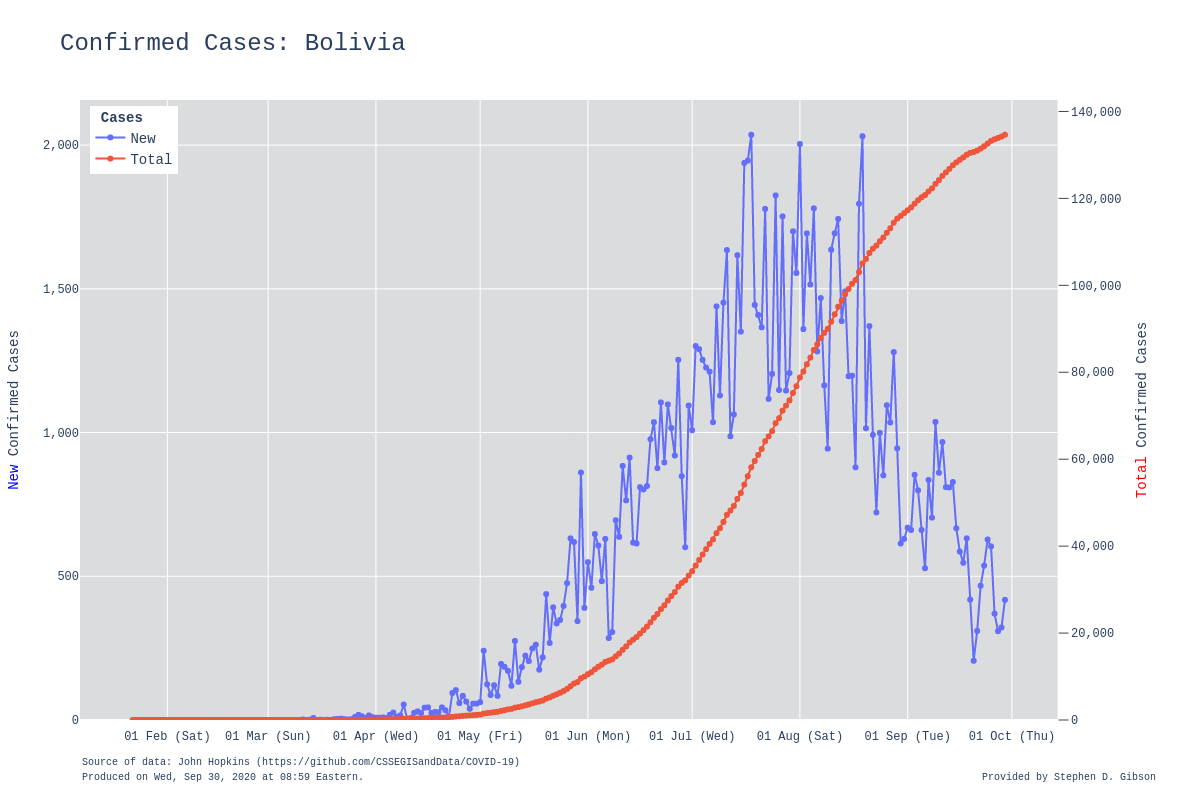 Confirmed Cases: Bolivia
Cases
New
Total
2,000
1,500
1,000
500
0
140,000
120,000
100,000
80,000
60,000
40,000
20,000
0
New Confirmed Cases
Total Confirmed Cases
01 Feb (Sat) 01 Mar (Sun) 01 Apr (Wed) 01 May (Fri) 01 Jun (Mon) 01 Jul (Wed) 01 Aug (Sat) 01 Sep (Tue) 01 Oct (Thu)
Source of data: John Hopkins (https://github.com/CSSEGISandData/COVID-19)
Produced on Wed, Sep 30, 2020 at 08:59 Eastern.
Provided by Stephen D. Gibson